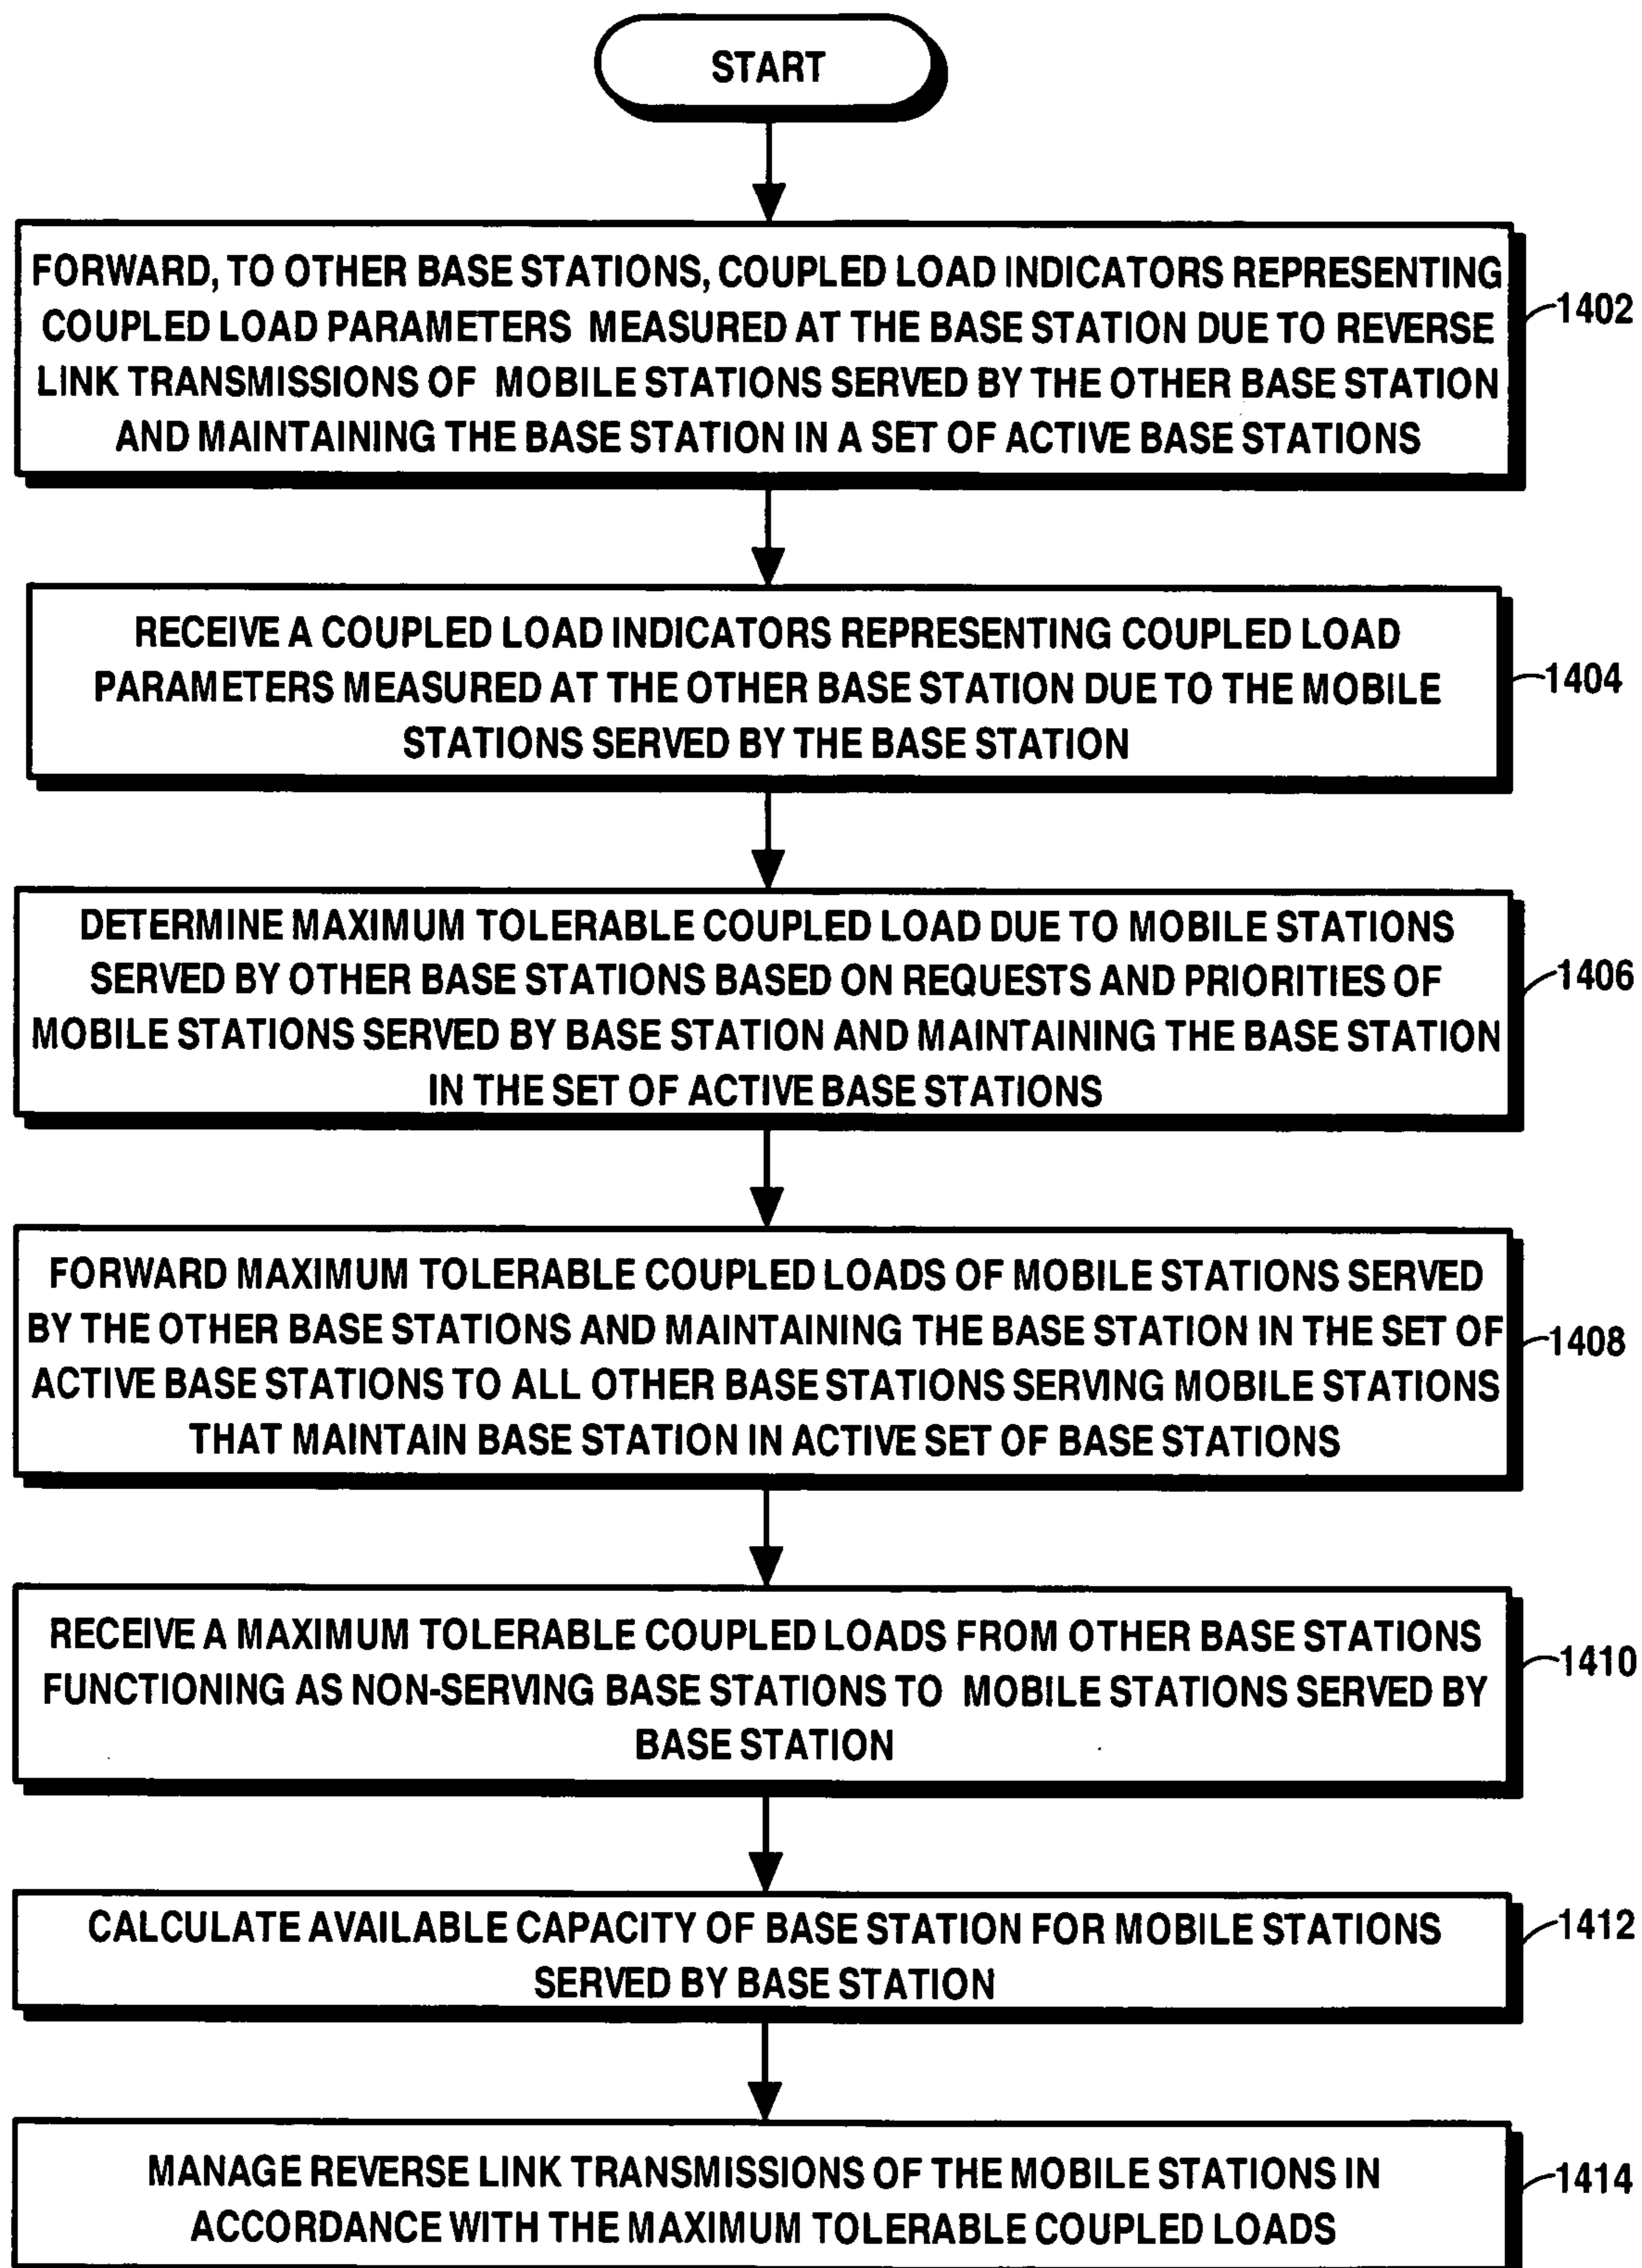 START
FORWARD, TO OTHER BASE STATIONS, COUPLED LOAD INDICATORS REPRESENTING
COUPLED LOAD PARAMETERS MEASURED AT THE BASE STATION DUE TO REVERSE
LINK TRANSMISSIONS OF MOBILE STATIONS SERVED BY THE OTHER BASE STATION
AND MAINTAINING THE BASE STATION IN A SET OF ACTIVE BASE STATIONS
1402
RECEIVE A COUPLED LOAD INDICATORS REPRESENTING COUPLED LOAD
PARAMETERS MEASURED AT THE OTHER BASE STATION DUE TO THE MOBILE
STATIONS SERVED BY THE BASE STATION
1404
DETERMINE MAXIMUM TOLERABLE COUPLED LOAD DUE TO MOBILE STATIONS
SERVED BY OTHER BASE STATIONS BASED ON REQUESTS AND PRIORITIES OF
MOBILE STATIONS SERVED BY BASE STATION AND MAINTAINING THE BASE STATION
IN THE SET OF ACTIVE BASE STATIONS
1406
FORWARD MAXIMUM TOLERABLE COUPLED LOADS OF MOBILE STATIONS SERVED
BY THE OTHER BASE STATIONS AND MAINTAINING THE BASE STATION IN THE SET OF
ACTIVE BASE STATIONS TO ALL OTHER BASE STATIONS SERVING MOBILE STATIONS
THAT MAINTAIN BASE STATION IN ACTIVE SET OF BASE STATIONS
1408
RECEIVE A MAXIMUM TOLERABLE COUPLED LOADS FROM OTHER BASE STATIONS
FUNCTIONING AS NON-SERVING BASE STATIONS TO MOBILE STATIONS SERVED BY
BASE STATION
1410
CALCULATE AVAILABLE CAPACITY OF BASE STATION FOR MOBILE STATIONS
SERVED BY BASE STATION
1412
MANAGE REVERSE LINK TRANSMISSIONS OF THE MOBILE STATIONS IN
ACCORDANCE WITH THE MAXIMUM TOLERABLE COUPLED LOADS
1414